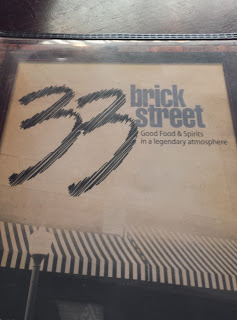 33 brick
street
Good Food & Spirits
in a legendary atmosphere